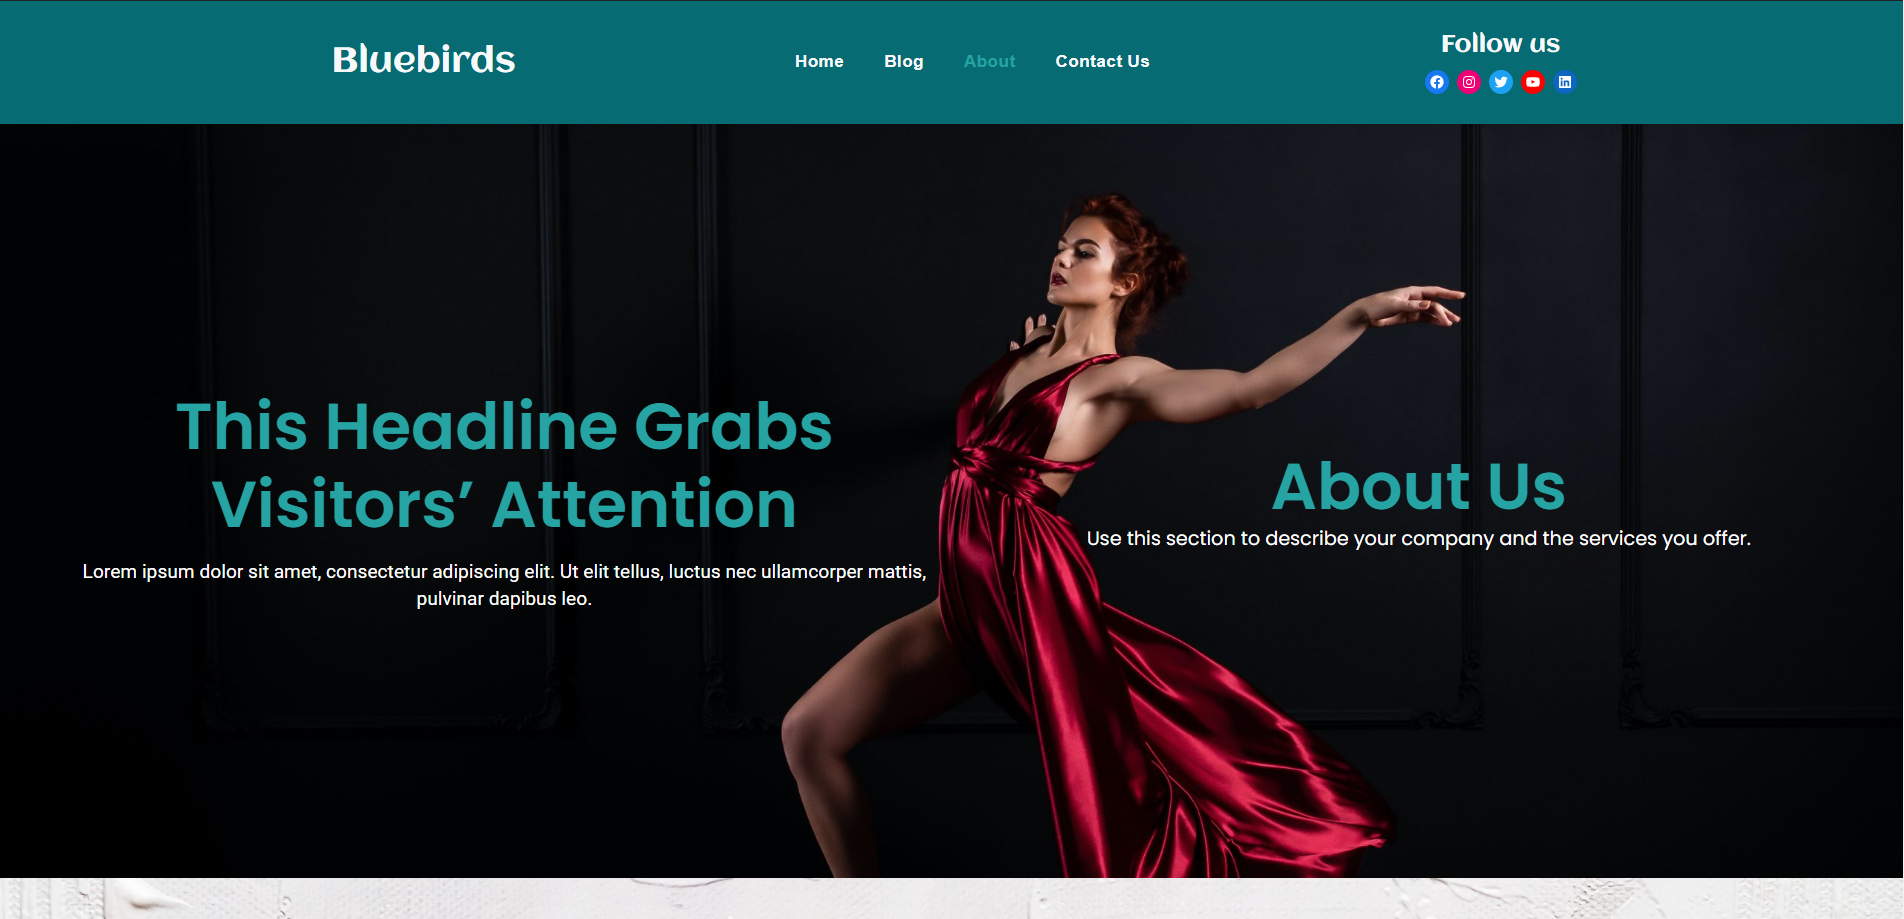 Bluebirds
Home
Blog
About
Contact Us
Follow us
This Headline Grabs
Visitors’ Attention
Lorem ipsum dolor sit amet, consectetur adipiscing elit. Ut elit tellus, luctus nec ullamcorper mattis,
pulvinar dapibus leo.
About Us
Use this section to describe your company and the services you offer.